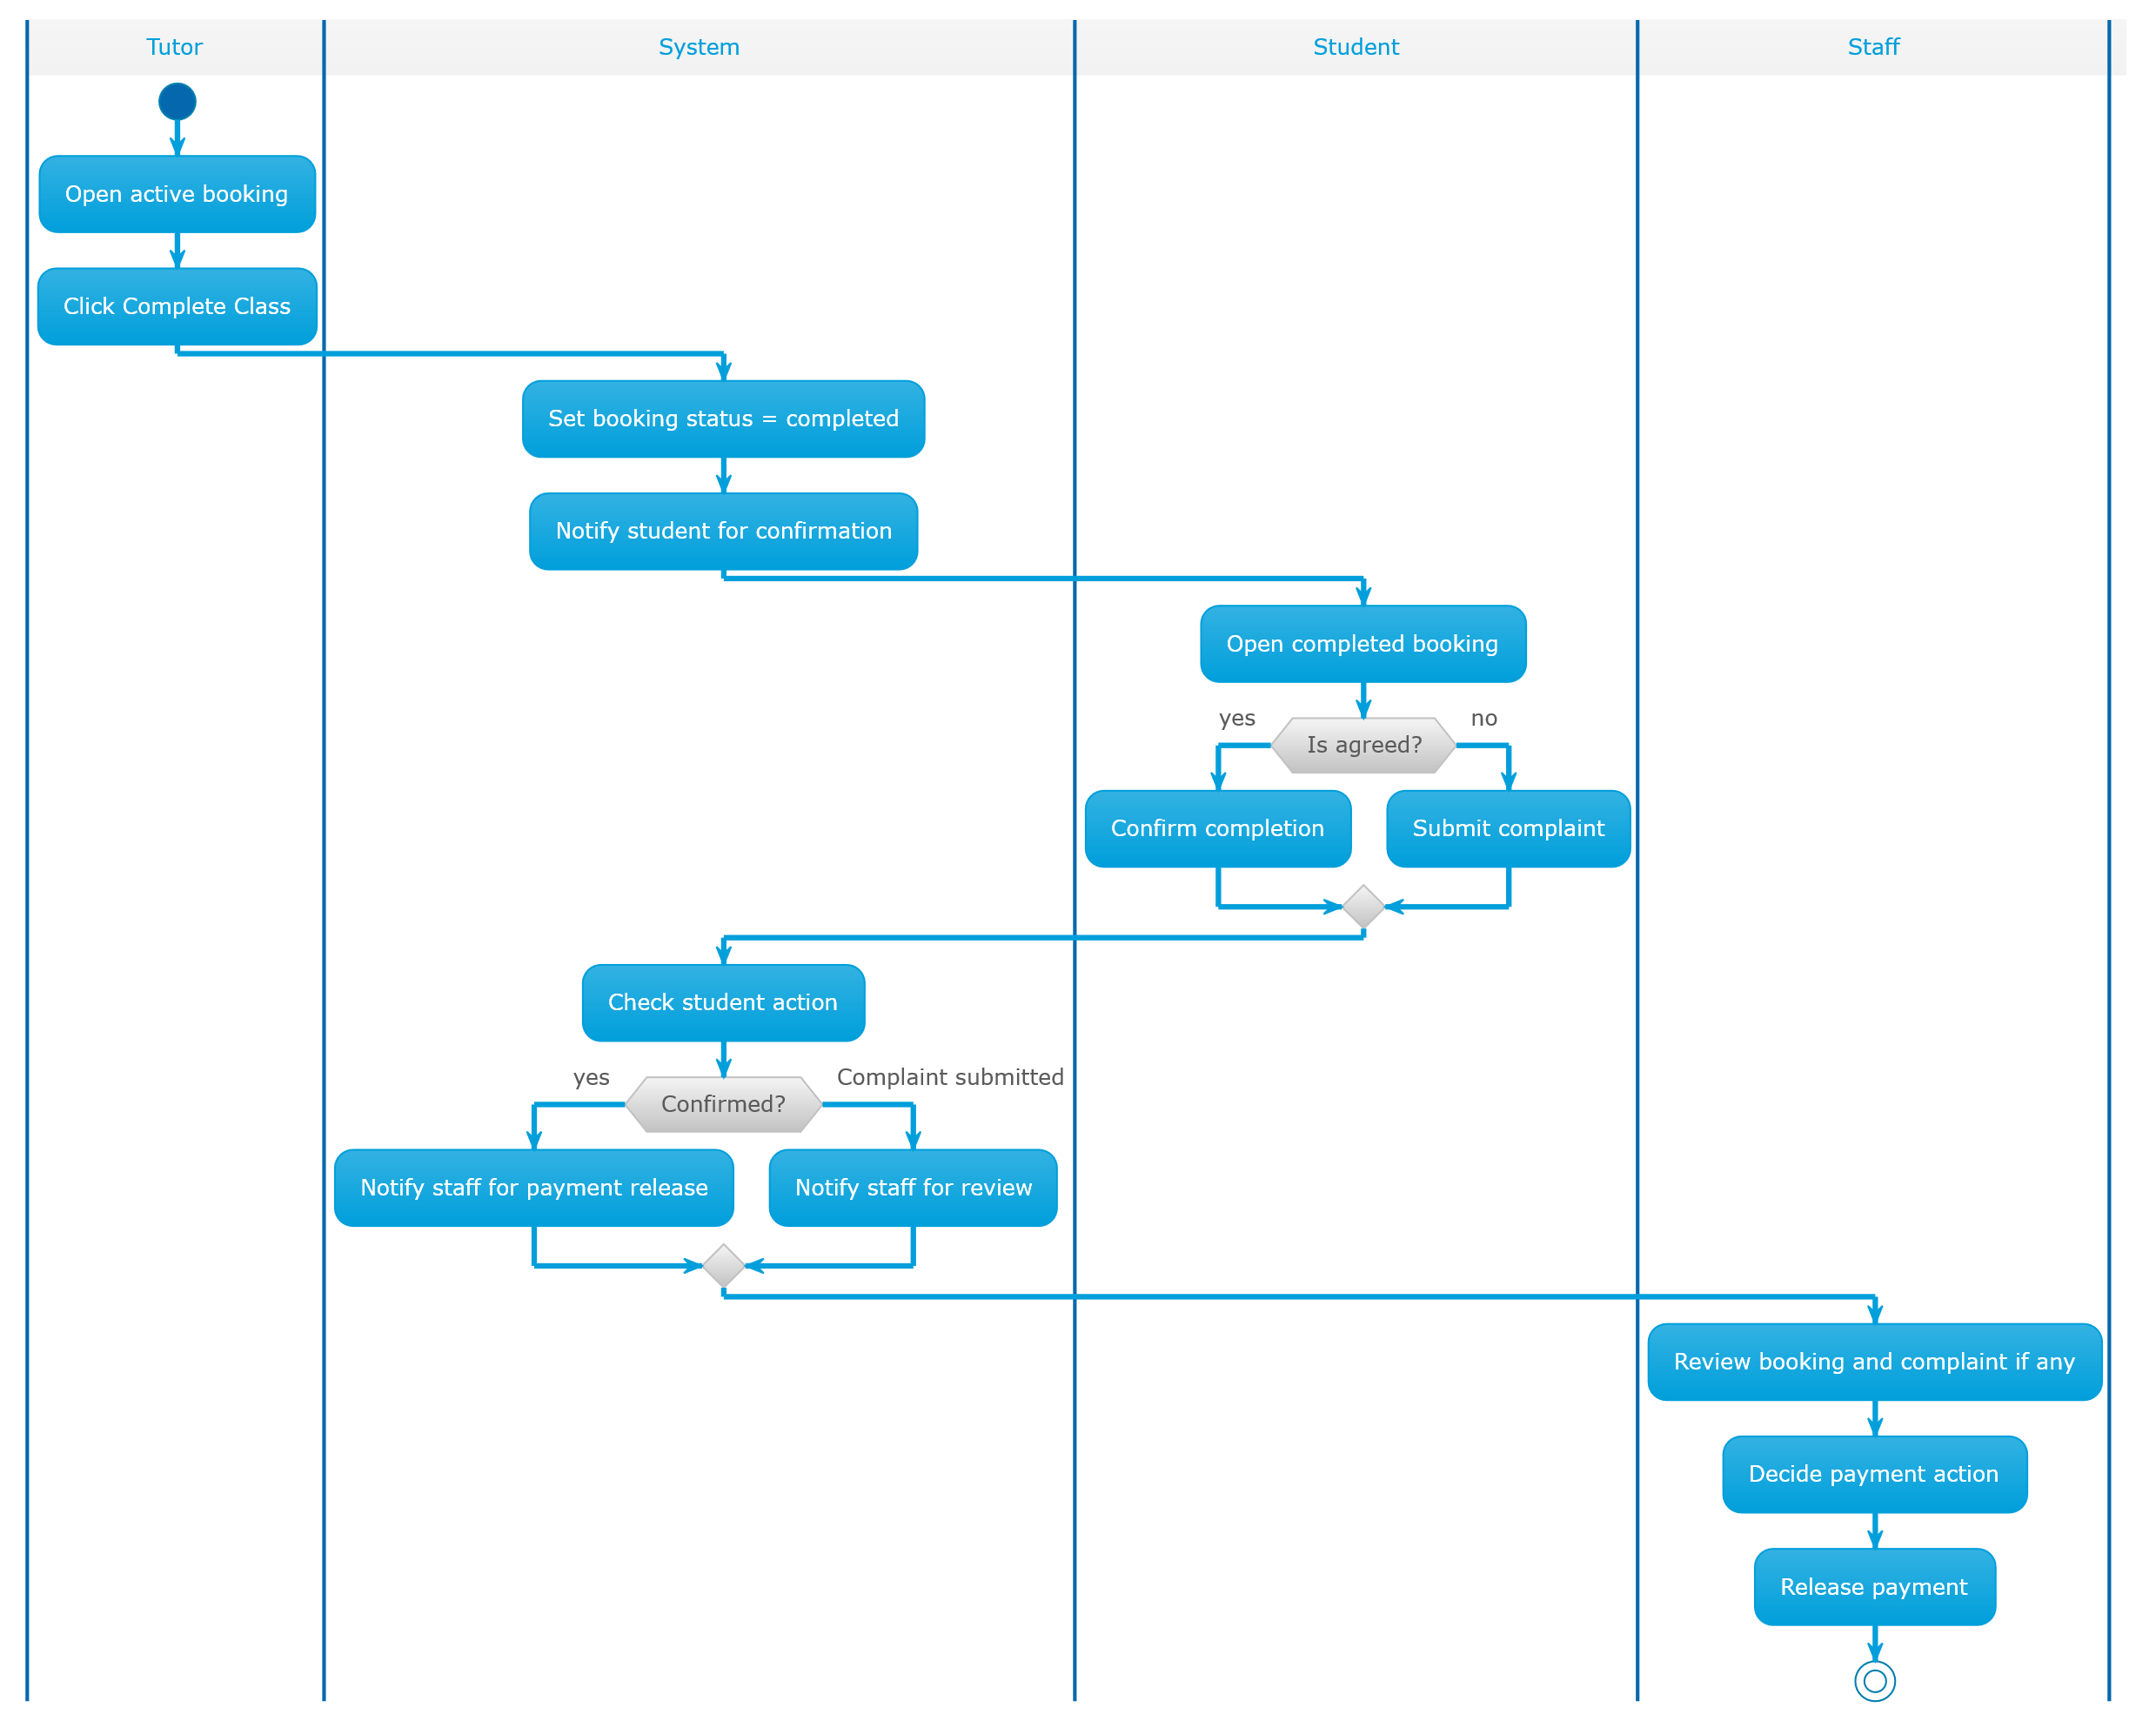 Tutor
System
Student
Staff
Open active booking
Click Complete Class
Set booking status = completed
Notify student for confirmation
Open completed booking
yes
Is agreed?
no
Confirm completion
Submit complaint
Check student action
yes
Confirmed?
Complaint submitted
Notify staff for payment release
Notify staff for review
Review booking and complaint if any
Decide payment action
Release payment